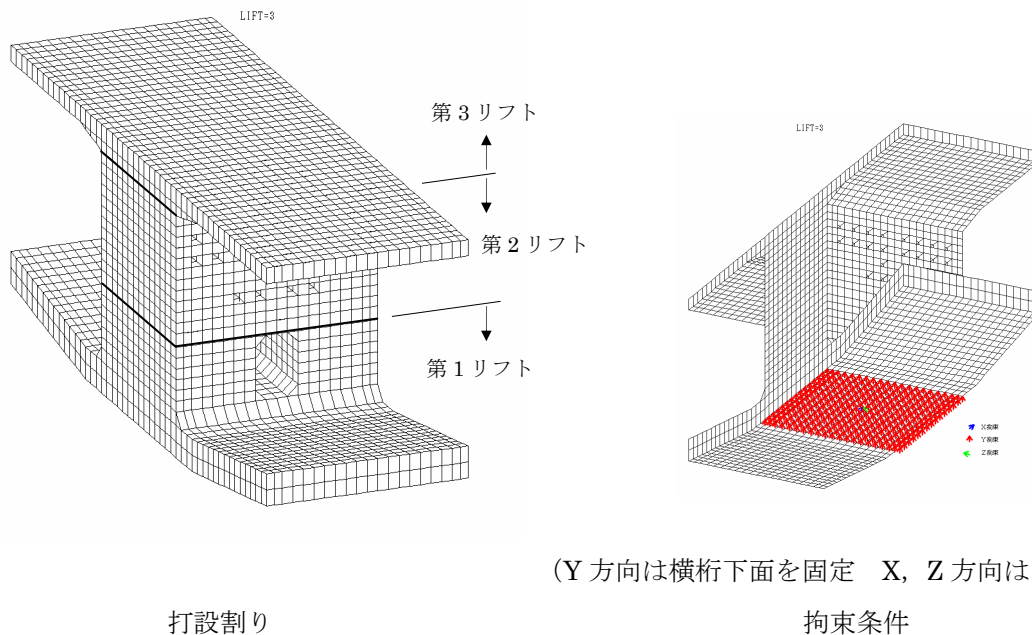 LIFT=3
第3リフト
第2リフト
第1リフト
LIFT=3
X拘束
Y拘束
Z拘束
(Y 方向は横桁下面を固定　X，Z 方向は
打設割り
拘束条件